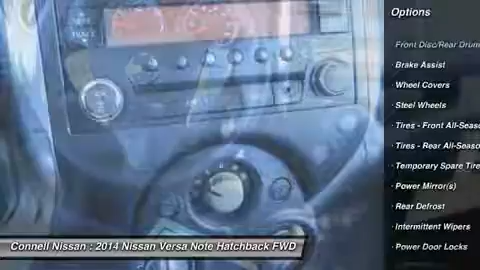 Options
· Front Disc/Rear Drum
· Brake Assist
· Wheel Covers
· Steel Wheels
· Tires - Front All-Seaso
· Tires - Rear All-Seaso
· Temporary Spare Tire
· Power Mirror(s)
· Rear Defrost
· Intermittent Wipers
· Power Door Locks
Connell Nissan : 2014 Nissan Versa Note Hatchback FWD